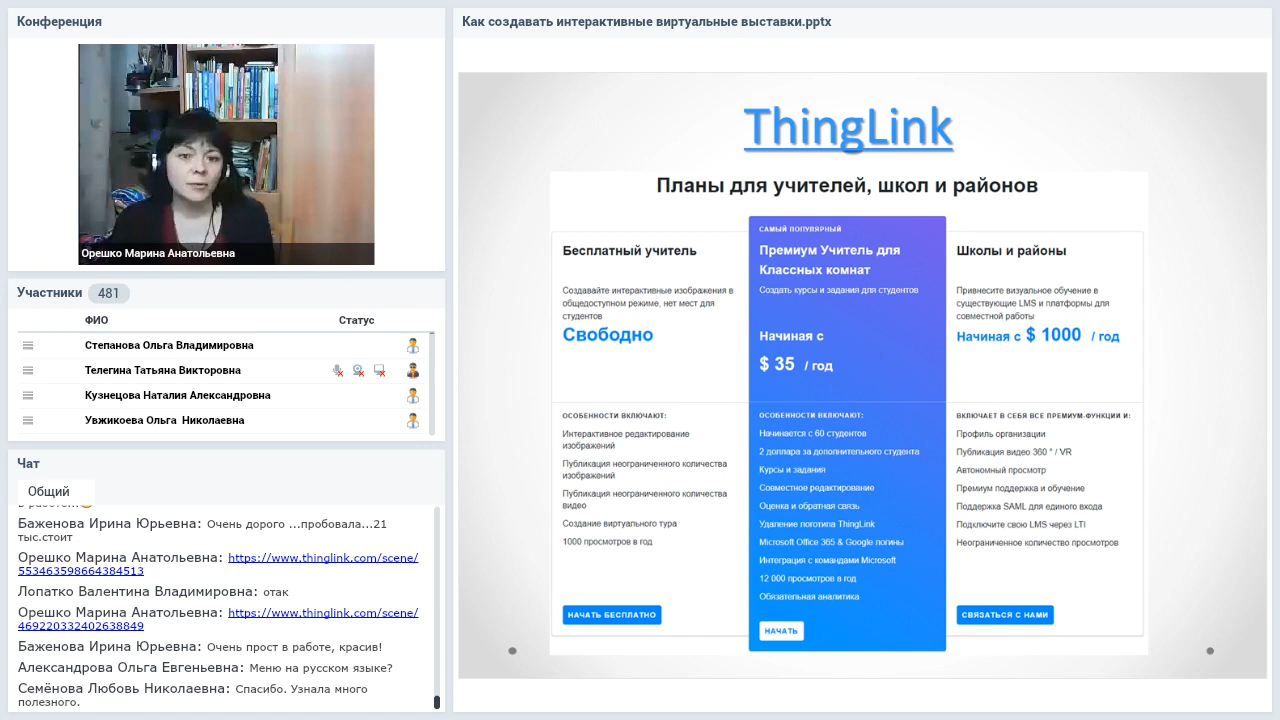 Конференция
Орешко Марина Анатольевна
Участники 481
ФИО Статус
Степанова Ольга Владимировна
Телегина Татьяна Викторовна
Кузнецова Наталия Александровна
Увжикоева Ольга Николаевна
Чат
Общий
Баженова Ирина Юрьевна: Очень дорого ...пробовала...21
тыс.стоит
Орешко Марина Анатольевна: https://www.thinglink.com/scene/
553463598664384513
Лопатко Валентина Владимировна: отак
Орешко Марина Анатольевна: https://www.thinglink.com/scene/
469220332402638849
Баженова Ирина Юрьевна: Очень прост в работе, красив!
Александрова Ольга Евгеньевна: Меню на русском языке?
Семёнова Любовь Николаевна: Спасибо. Узнала много
полезного.
Как создавать интерактивные виртуальные выставки.pptx
ThingLink
Планы для учителей, школ и районов
Бесплатный учитель
Создавайте интерактивные изображения в
общедоступном режиме, нет мест для
студентов
Свободно
ОСОБЕННОСТИ ВКЛЮЧАЮТ:
Интерактивное редактирование
изображений
Публикация неограниченного количества
изображений
Публикация неограниченного количества
видео
Создание виртуального тура
1000 просмотров в год
НАЧАТЬ БЕСПЛАТНО
САМЫЙ ПОПУЛЯРНЫЙ
Премиум Учитель для
Классных комнат
Создать курсы и задания для студентов
Начиная с
$ 35 / год
ОСОБЕННОСТИ ВКЛЮЧАЮТ:
Начинается с 60 студентов
2 доллара за дополнительного студента
Курсы и задания
Совместное редактирование
Оценка и обратная связь
Удаление логотипа ThingLink
Microsoft Office 365 & Google логины
Интеграция с командами Microsoft
12 000 просмотров в год
Обязательная аналитика
НАЧАТЬ
Школы и районы
Привнесите визуальное обучение в
существующие LMS и платформы для
совместной работы
Начиная с $ 1000 / год
ВКЛЮЧАЕТ В СЕБЯ ВСЕ ПРЕМИУМ-ФУНКЦИИ И:
Профиль организации
Публикация видео 360 ° / VR
Автономный просмотр
Премиум поддержка и обучение
Поддержка SAML для единого входа
Подключите свою LMS через LTI
Неограниченное количество просмотров
СВЯЗАТЬСЯ С НАМИ